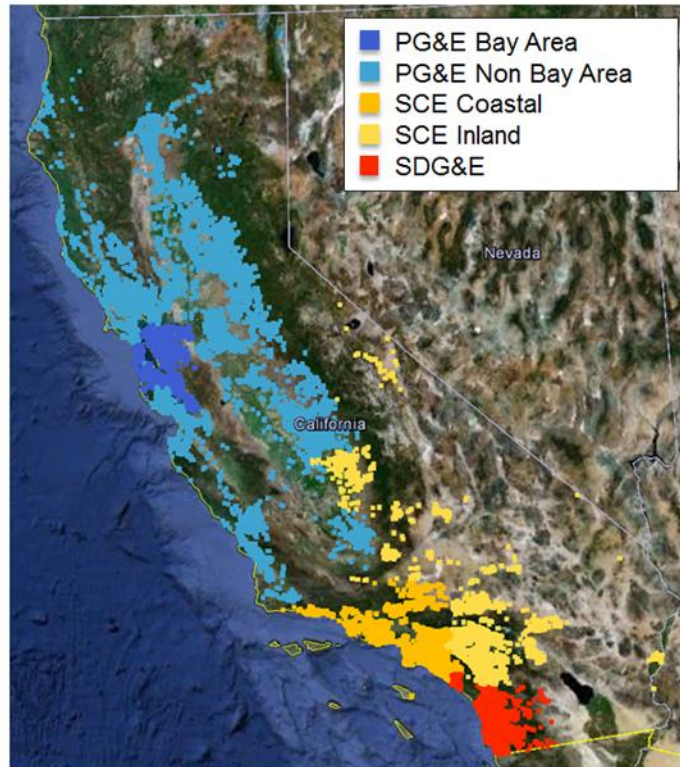 PG&E Bay Area
PG&E Non Bay Area
SCE Coastal
SCE Inland
SDG&E
Nevada
California